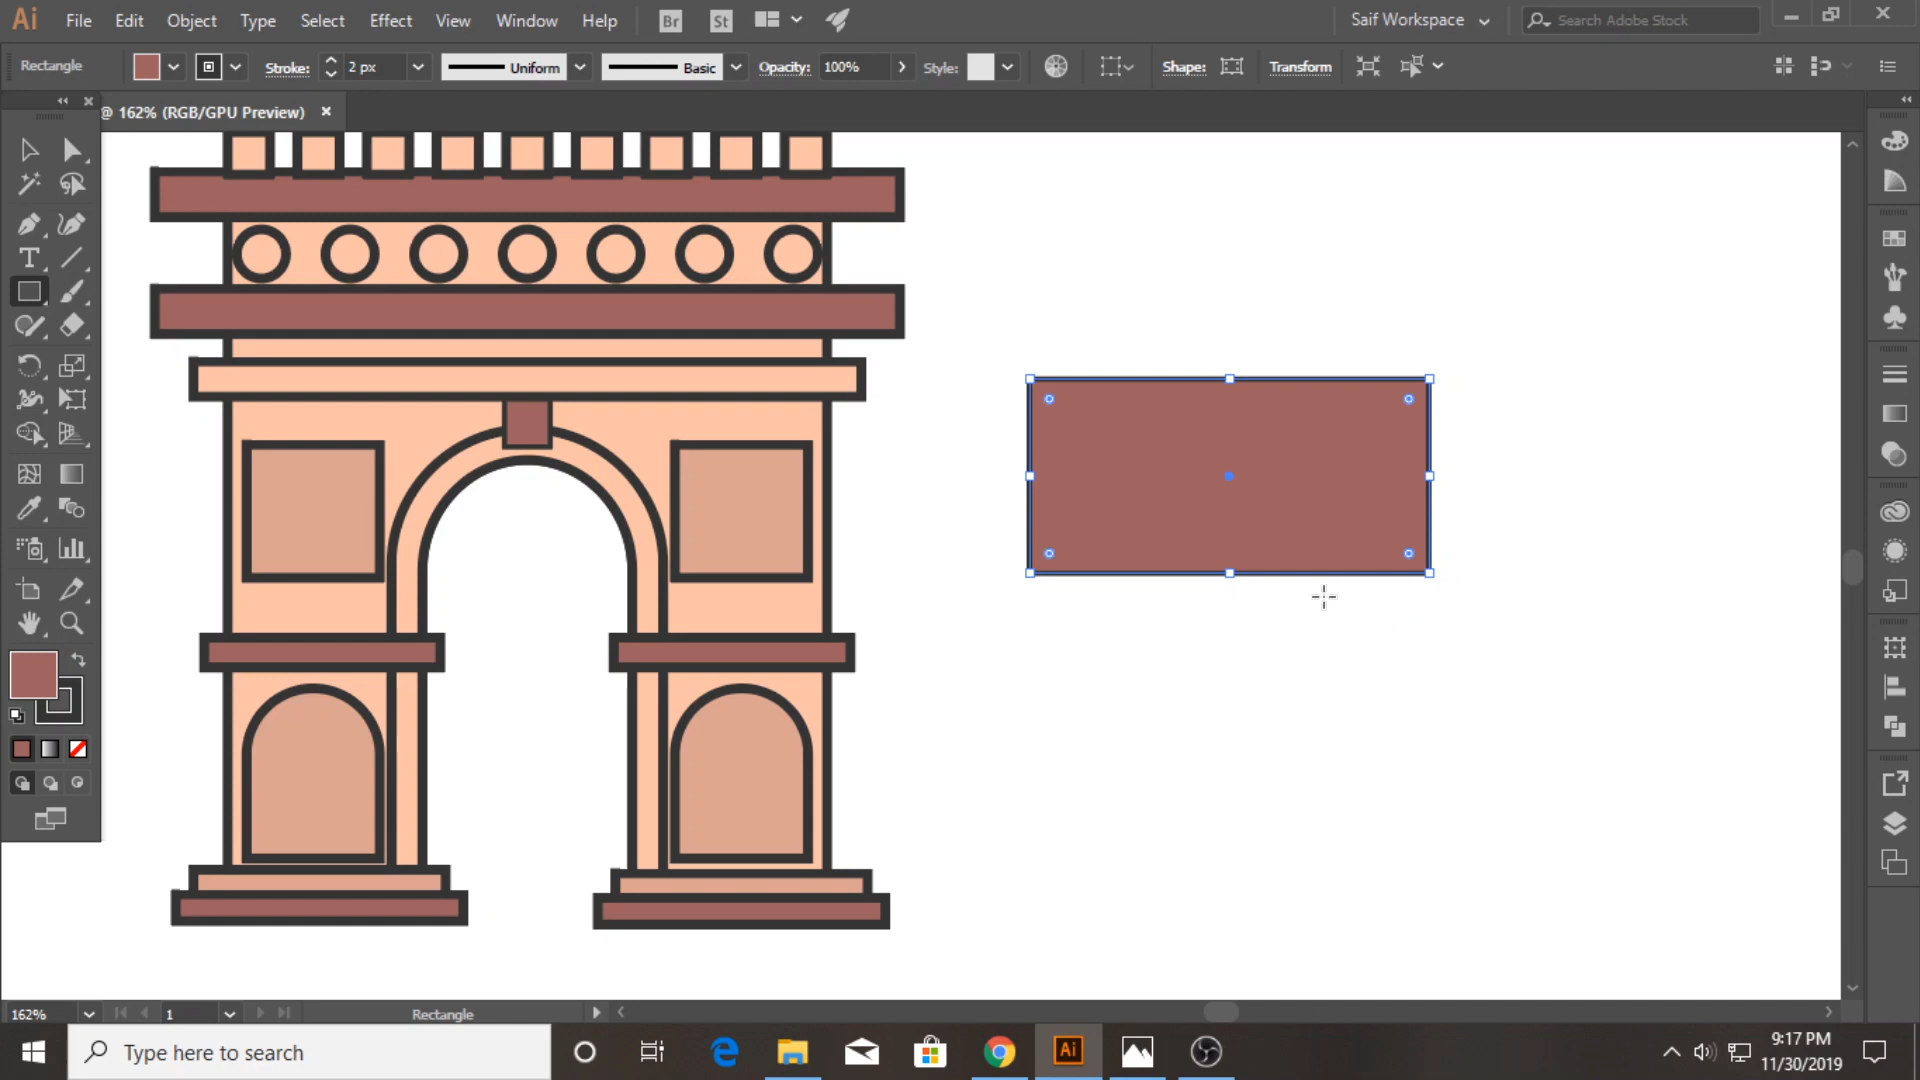 Ai File Edit Object Type Select Effect View Window Help Br St Saif Workspace Search Adobe Stock
Rectangle Stroke: 2 px Uniform Basic Opacity: 100% Style: Shape: Transform
@ 162% (RGB/GPU Preview)
162% 1 Rectangle
Type here to search
Ai
9:17 PM
11/30/2019